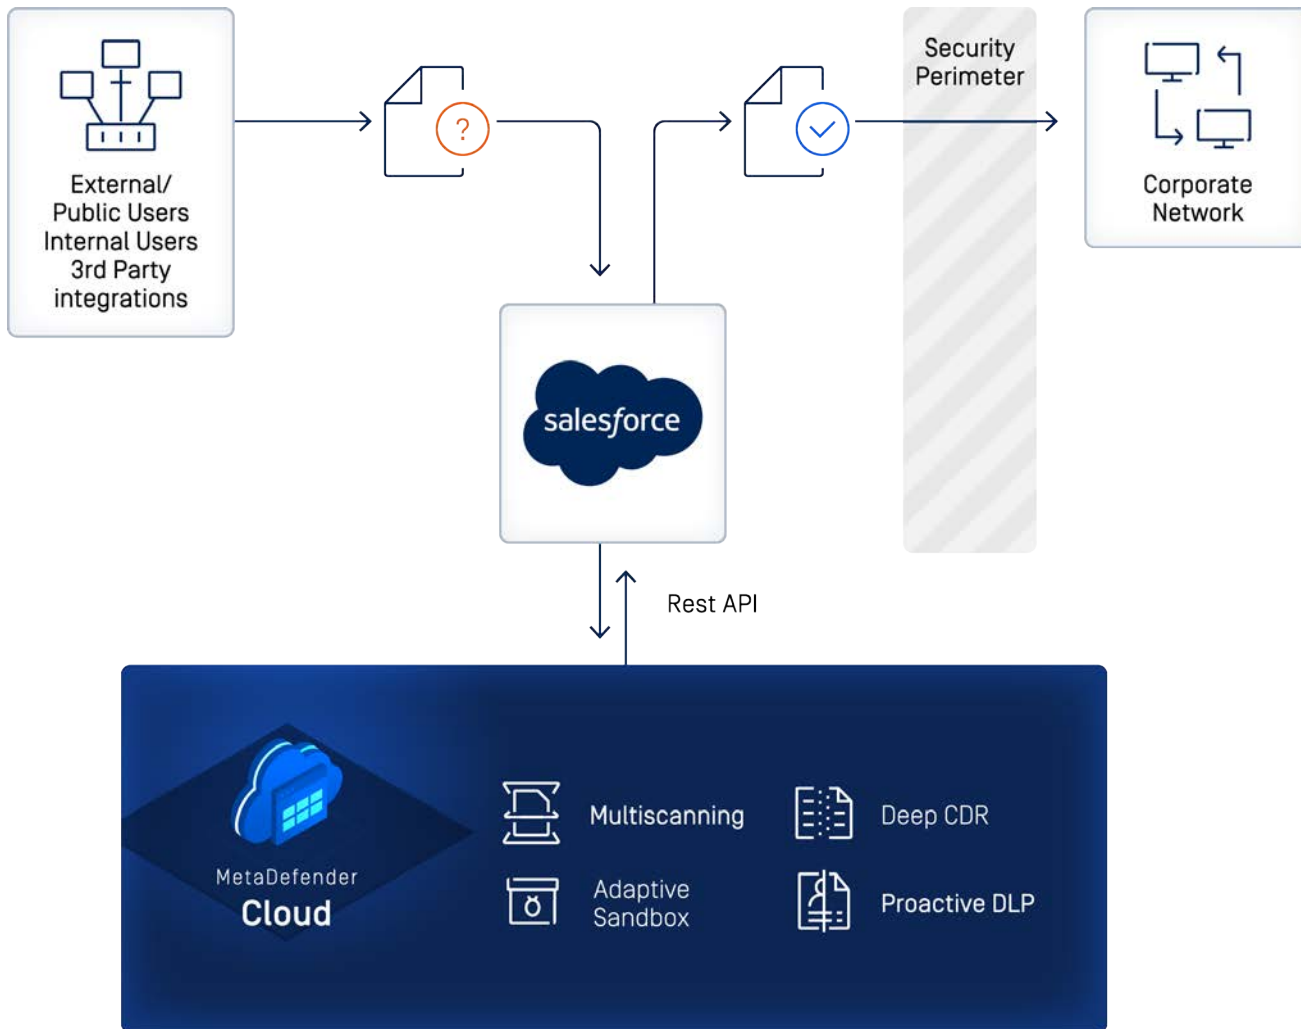 External/
Public Users
Internal Users
3rd Party
integrations
?
Security
Perimeter
Corporate
Network
salesforce
Rest API
MetaDefender
Cloud
Multiscanning
Deep CDR
Adaptive
Sandbox
Proactive DLP